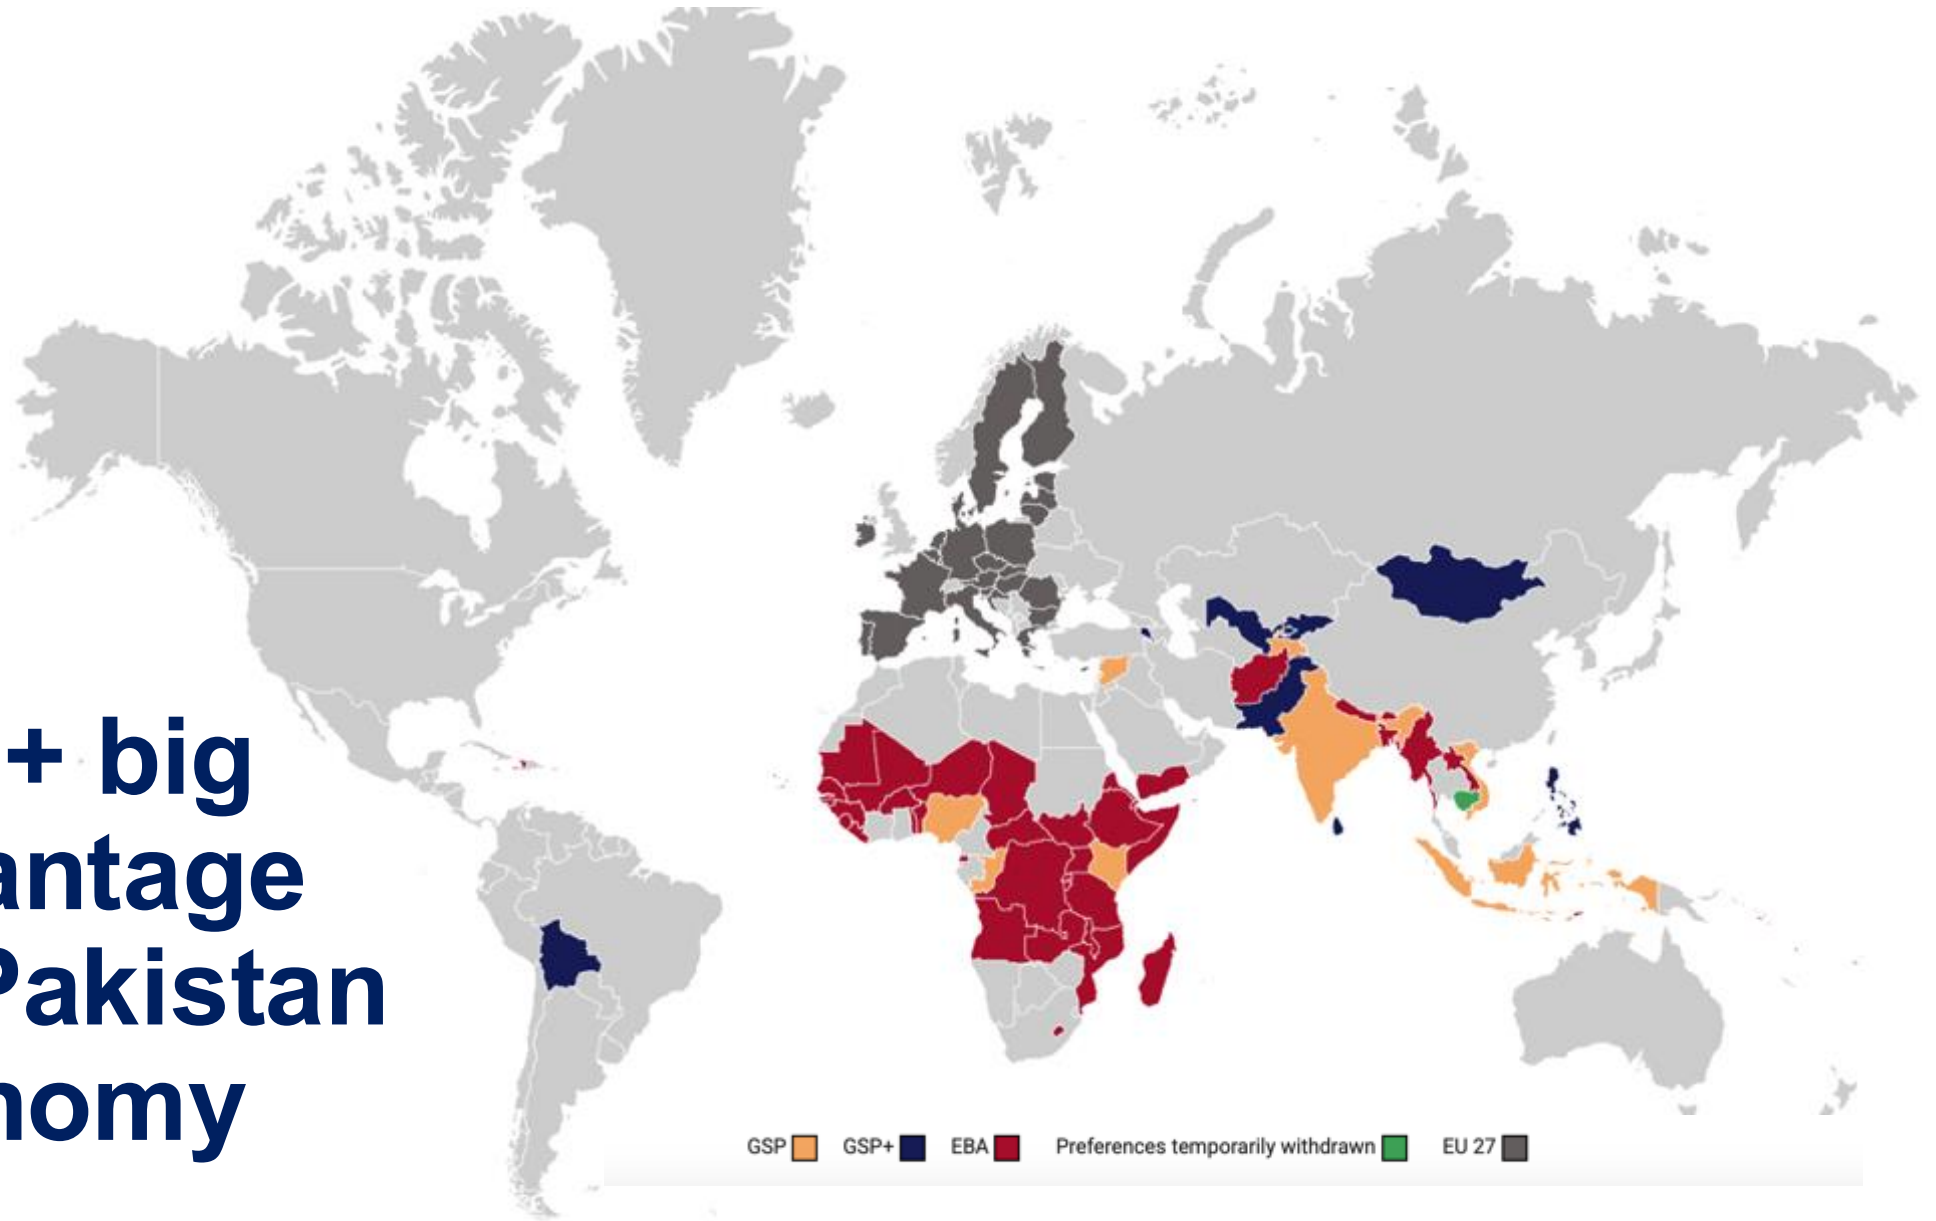 + big
antage
Pakistan
nomy
GSP GSP+ EBA Preferences temporarily withdrawn EU 27